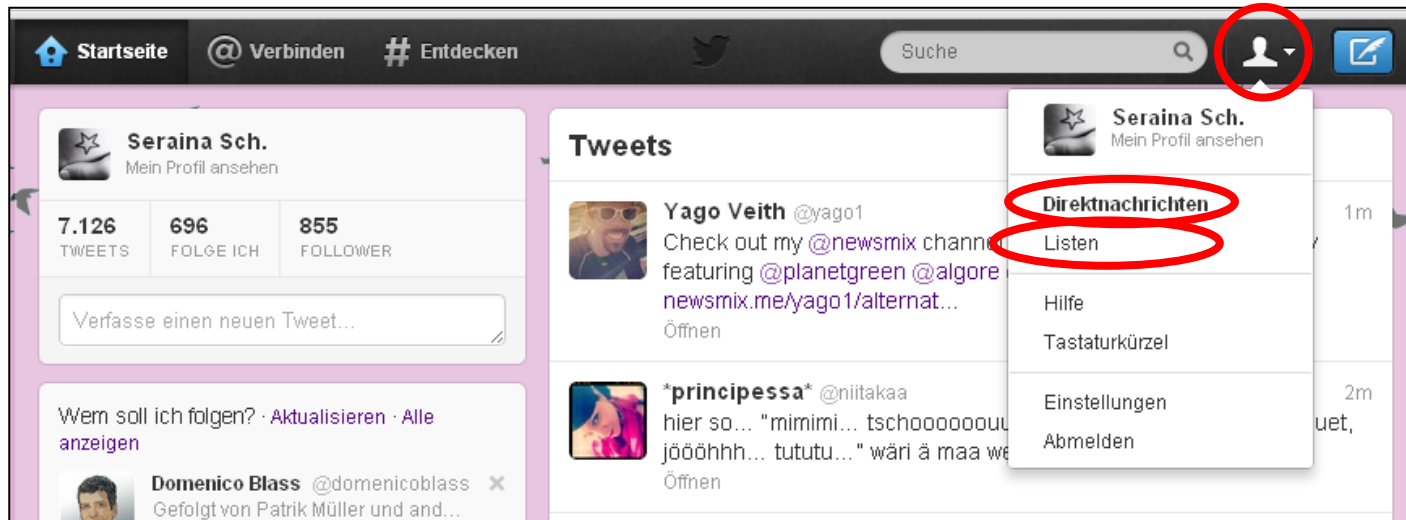 Startseite
@ Verbinden
# Entdecken
Suche
Seraina Sch.
Mein Profil ansehen
7.126
TWEETS
696
FOLGE ICH
855
FOLLOWER
Verfasse einen neuen Tweet...
Wem soll ich folgen? · Aktualisieren · Alle
anzeigen
Domenico Blass @domenicoblass ×
Gefolgt von Patrik Müller und and...
Tweets
Yago Veith @yago1 1m
Check out my @newsmix channel
featuring @planetgreen @algore
newsmix.me/yago1/alternat...
Öffnen
*principessa* @niitakaa 2m
hier so... "mimimi...
jöööhhh... tututu..." wäri ä maa
Öffnen
Seraina Sch.
Mein Profil ansehen
Direktnachrichten
Listen
Hilfe
Tastaturkürzel
Einstellungen
Abmelden